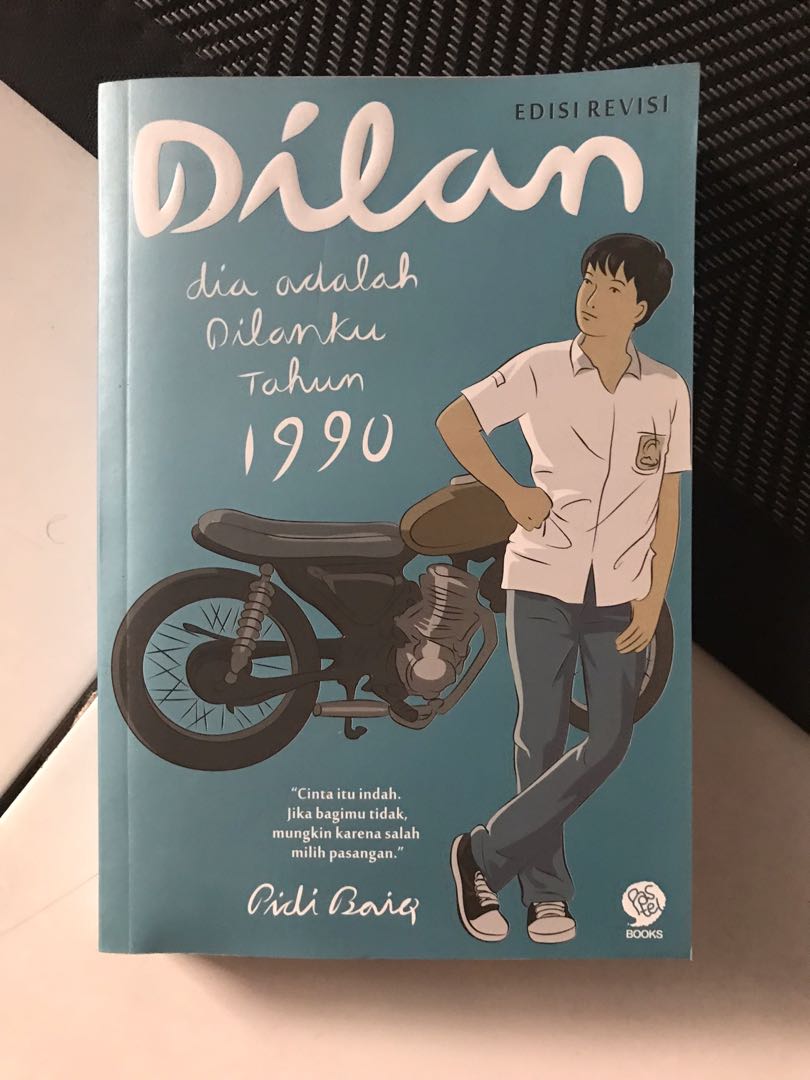 EDISI REVISI
Dilan
dia adalah
Dilanku
Tahun
1990
"Cinta itu indah.
Jika bagimu tidak,
mungkin karena salah
milih pasangan."
Pidi Baiq
Pastel
BOOKS